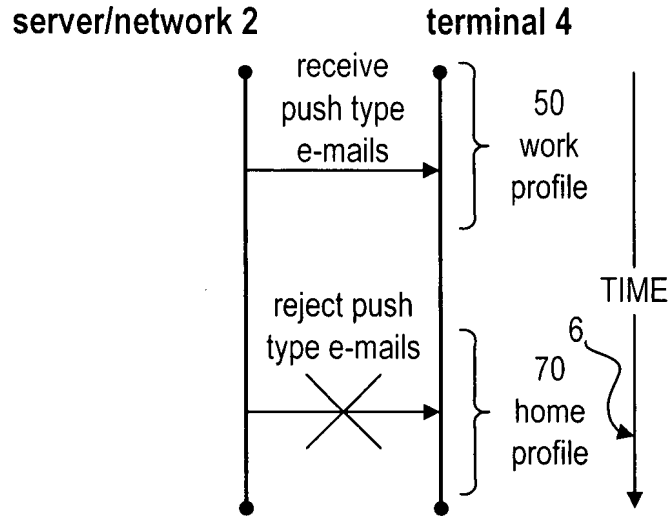 server/network 2
terminal 4
receive
push type
e-mails
50
work
profile
TIME
reject push
type e-mails
6
70
home
profile